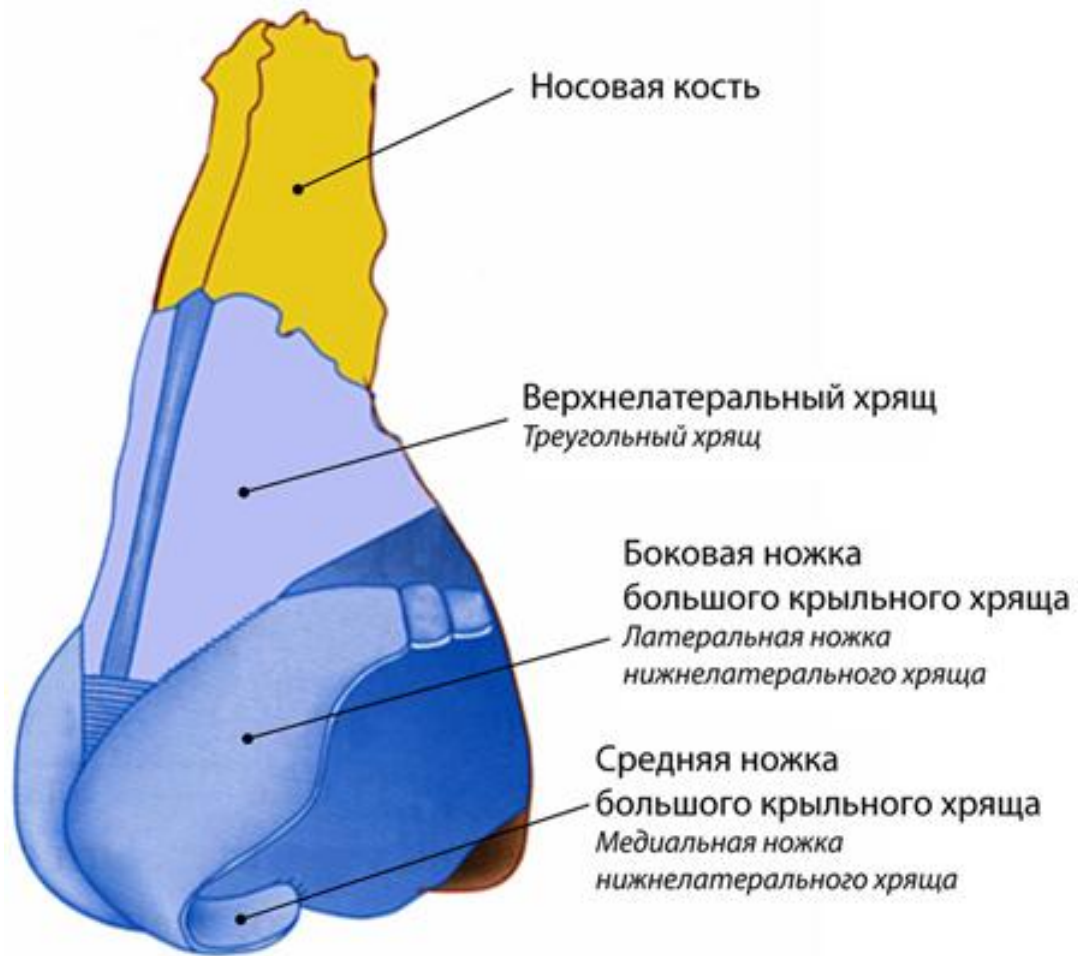 Носовая кость
Верхнелатеральный хрящ
Треугольный хрящ
Боковая ножка
большого крыльного хряща
Латеральная ножка
нижнелатерального хряща
Средняя ножка
большого крыльного хряща
Медиальная ножка
нижнелатерального хряща